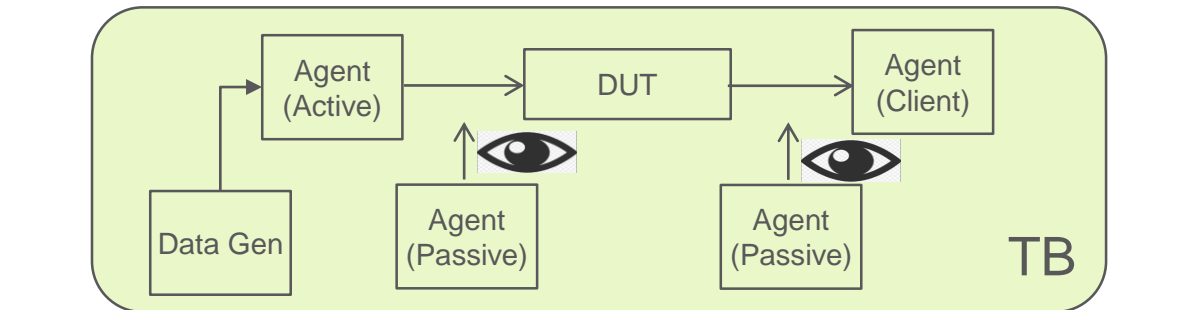 Agent
(Active)
DUT
Agent
(Client)
Data Gen
Agent
(Passive)
Agent
(Passive)
TB